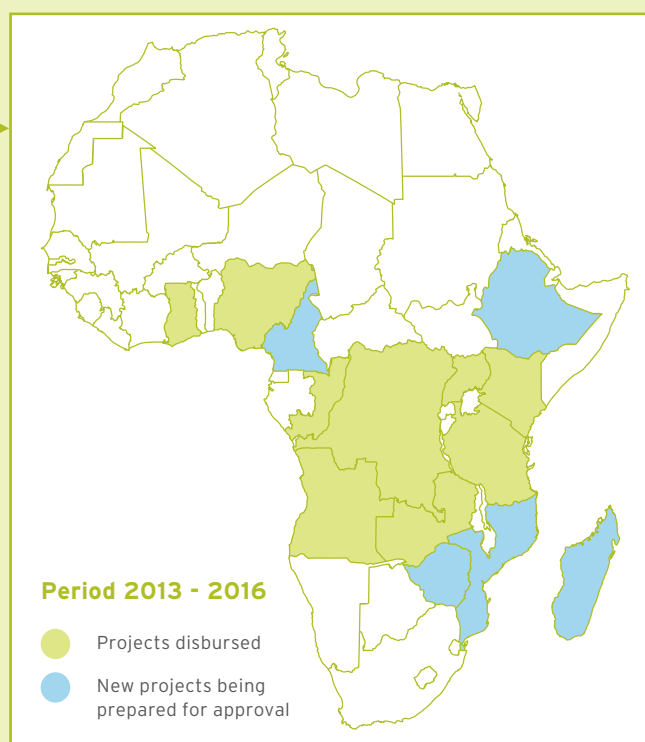 Period 2013 - 2016
Projects disbursed
New projects being
prepared for approval